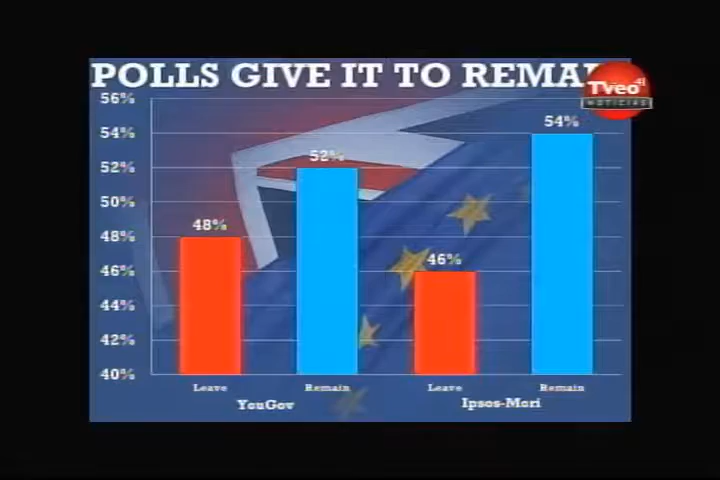 POLLS GIVE IT TO REMA
Tveo 41
NOTICIAS
56%
54%
52%
50%
48%
46%
44%
42%
40%
48%
52%
46%
54%
Leave Remain Leave Remain
YouGov Ipsos-Mori